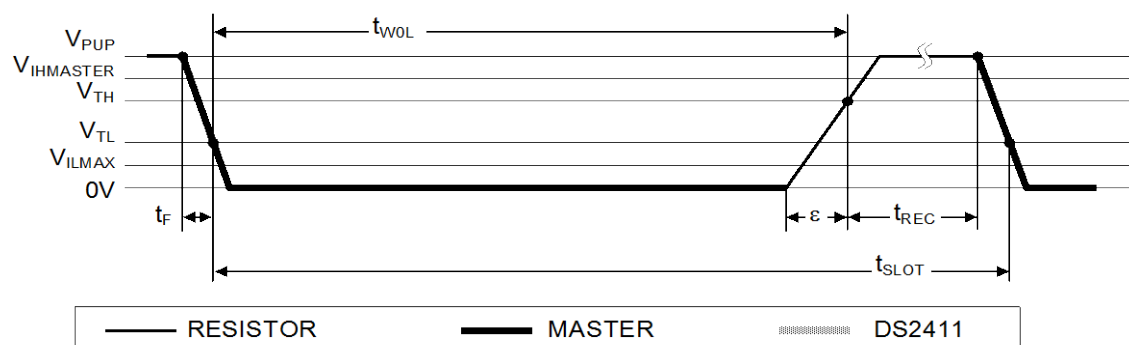 tW0L
VPUP
VIHMASTER
VTH
VTL
VILMAX
0V
tF
ε
tREC
tSLOT
RESISTOR MASTER DS2411